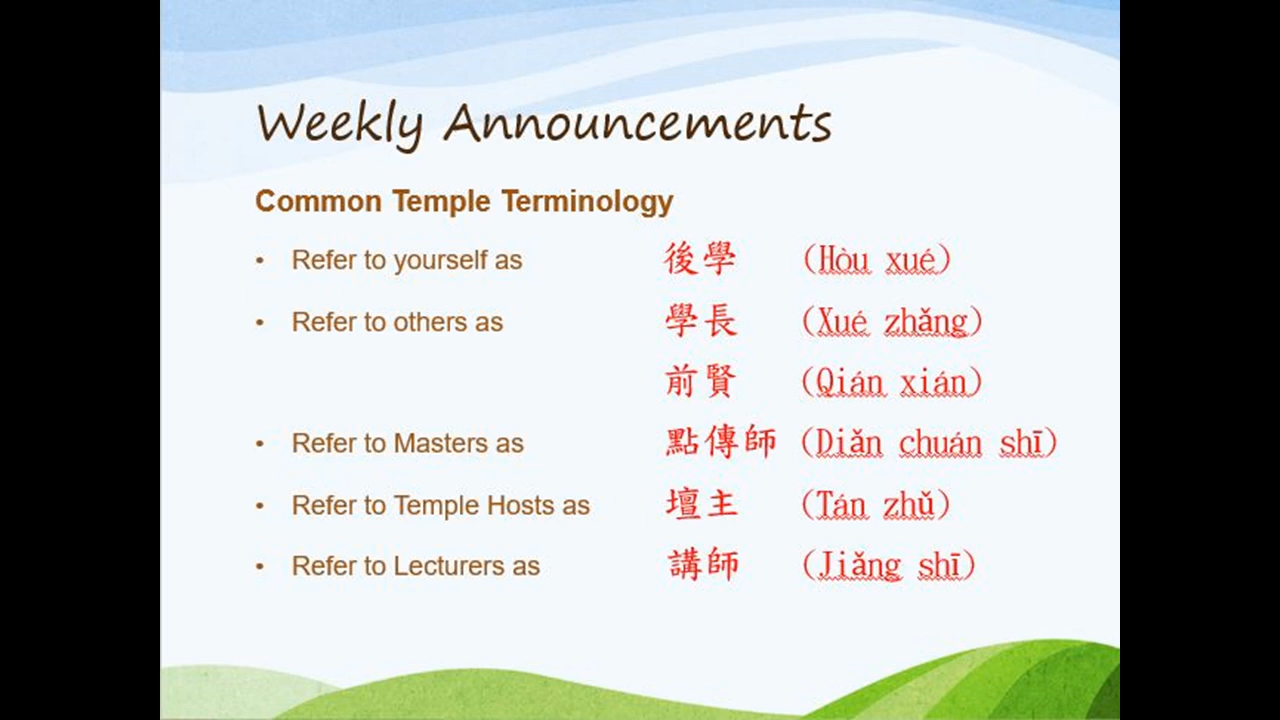 Weekly Announcements
Common Temple Terminology
• Refer to yourself as 後學 (Hòu xué)
• Refer to others as 學長 (Xué zhǎng)
前賢 (Qián xián)
• Refer to Masters as 點傳師 (Diǎn chuán shī)
• Refer to Temple Hosts as 壇主 (Tán zhǔ)
• Refer to Lecturers as 講師 (Jiǎng shī)